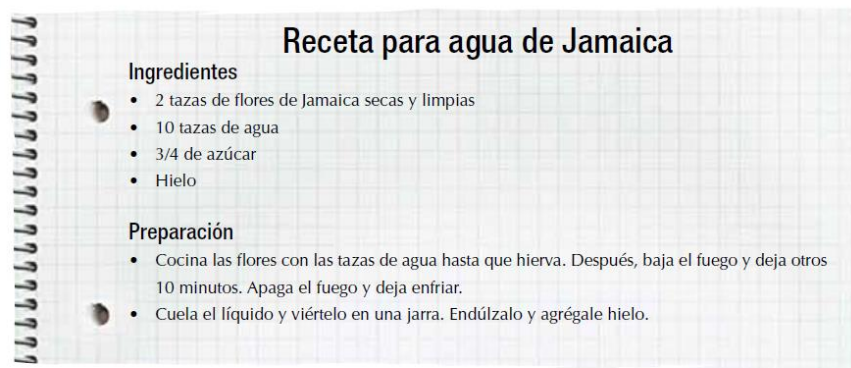 Receta para agua de Jamaica
Ingredientes
• 2 tazas de flores de Jamaica secas y limpias
• 10 tazas de agua
• 3/4 de azúcar
• Hielo
Preparación
• Cocina las flores con las tazas de agua hasta que hierva. Después, baja el fuego y deja otros
10 minutos. Apaga el fuego y deja enfriar.
• Cuela el líquido y viértelo en una jarra. Endúlzalo y agrégale hielo.